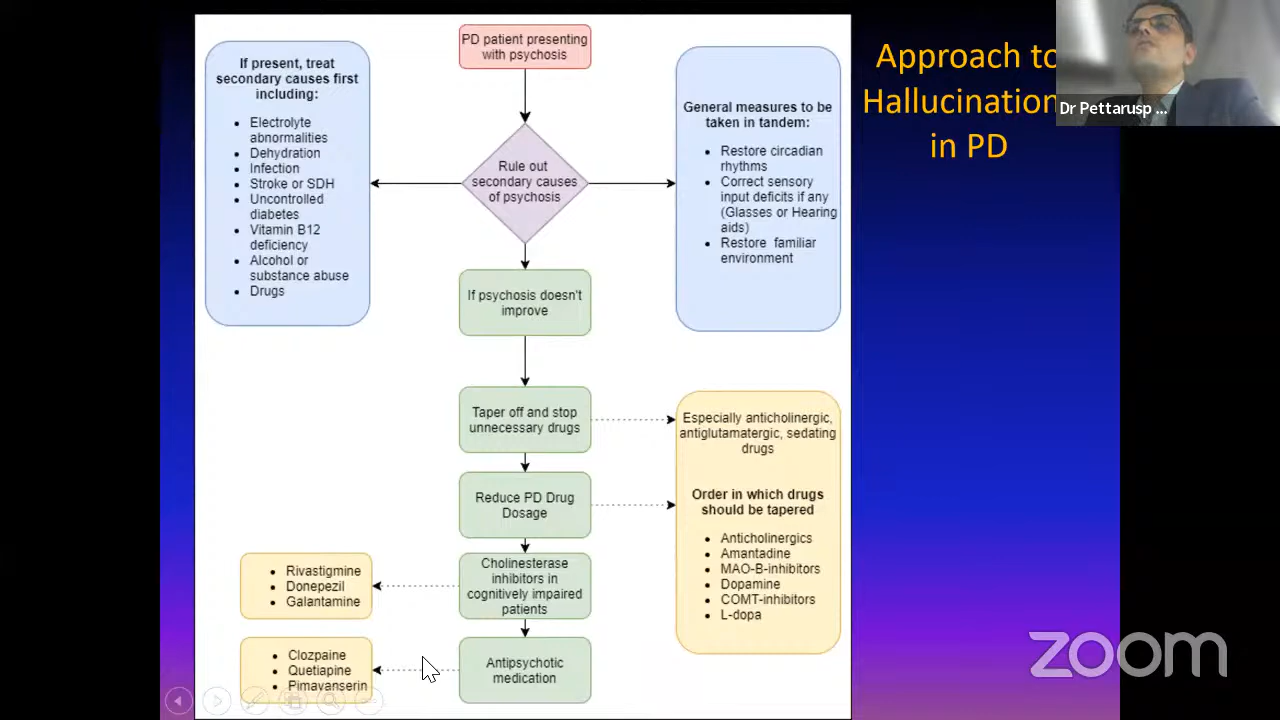 PD patient presenting
with psychosis
If present, treat
secondary causes first
including:
Electrolyte
abnormalities
Dehydration
Infection
Stroke or SDH
Uncontrolled
diabetes
Vitamin B12
deficiency
Alcohol or
substance abuse
Drugs
Rule out
secondary causes
of psychosis
General measures to be
taken in tandem:
Restore circadian
rhythms
Correct sensory
input deficits if any
(Glasses or Hearing
aids)
Restore familiar
environment
If psychosis doesn't
improve
Taper off and stop
unnecessary drugs
Especially anticholinergic,
antiglutamatergic, sedating
drugs
Reduce PD Drug
Dosage
Order in which drugs
should be tapered
Anticholinergics
Amantadine
MAO-B-inhibitors
Dopamine
COMT-inhibitors
L-dopa
Cholinesterase
inhibitors in
cognitively impaired
patients
Rivastigmine
Donepezil
Galantamine
Antipsychotic
medication
Clozpaine
Quetiapine
Pimavanserin
Approach to
Hallucination
in PD
Dr Pettarusp ...
zoom